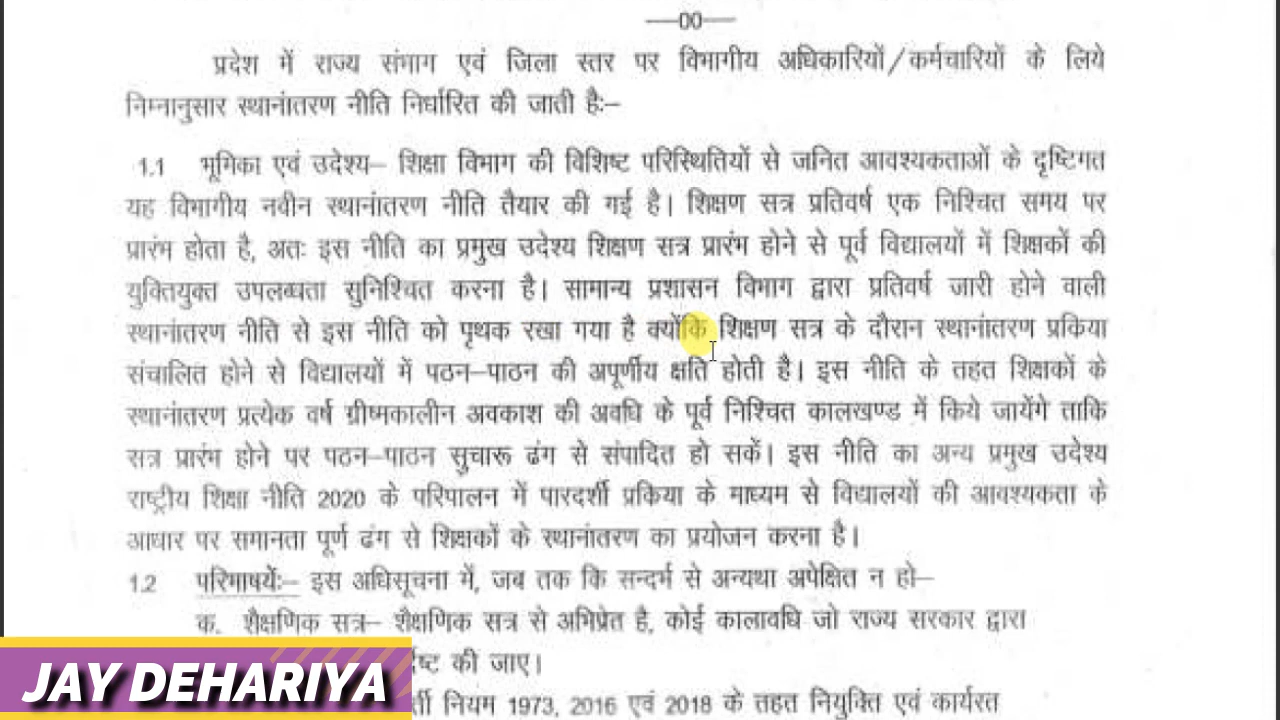 —00—
प्रदेश में राज्य संभाग एवं जिला स्तर पर विभागीय अधिकारियों/कर्मचारियों के लिये
निम्नानुसार स्थानांतरण नीति निर्धारित की जाती है:–
1.1 भूमिका एवं उदेश्य– शिक्षा विभाग की विशिष्ट परिस्थितियों से जनित आवश्यकताओं के दृष्टिगत
यह विभागीय नवीन स्थानांतरण नीति तैयार की गई है। शिक्षण सत्र प्रतिवर्ष एक निश्चित समय पर
प्रारंभ होता है, अतः इस नीति का प्रमुख उदेश्य शिक्षण सत्र प्रारंभ होने से पूर्व विद्यालयों में शिक्षकों की
युक्तियुक्त उपलब्धता सुनिश्चित करना है। सामान्य प्रशासन विभाग द्वारा प्रतिवर्ष जारी होने वाली
स्थानांतरण नीति से इस नीति को पृथक रखा गया है क्योंकि शिक्षण सत्र के दौरान स्थानांतरण प्रकिया
संचालित होने से विद्यालयों में पठन–पाठन की अपूर्णीय क्षति होती है। इस नीति के तहत शिक्षकों के
स्थानांतरण प्रत्येक वर्ष ग्रीष्मकालीन अवकाश की अवधि के पूर्व निश्चित कालखण्ड में किये जायेंगे ताकि
सत्र प्रारंभ होने पर पठन–पाठन सुचारू ढंग से संपादित हो सकें। इस नीति का अन्य प्रमुख उदेश्य
राष्ट्रीय शिक्षा नीति 2020 के परिपालन में पारदर्शी प्रकिया के माध्यम से विद्यालयों की आवश्यकता के
आधार पर समानता पूर्ण ढंग से शिक्षकों के स्थानांतरण का प्रयोजन करना है।
1.2 परिभाषयें:– इस अधिसूचना में, जब तक कि सन्दर्भ से अन्यथा अपेक्षित न हो–
क. शैक्षणिक सत्र– शैक्षणिक सत्र से अभिप्रेत है, कोई कालावधि जो राज्य सरकार द्वारा
की जाए।
नियम 1973, 2016 एवं 2018 के तहत नियुक्ति एवं कार्यरत
JAY DEHARIYA